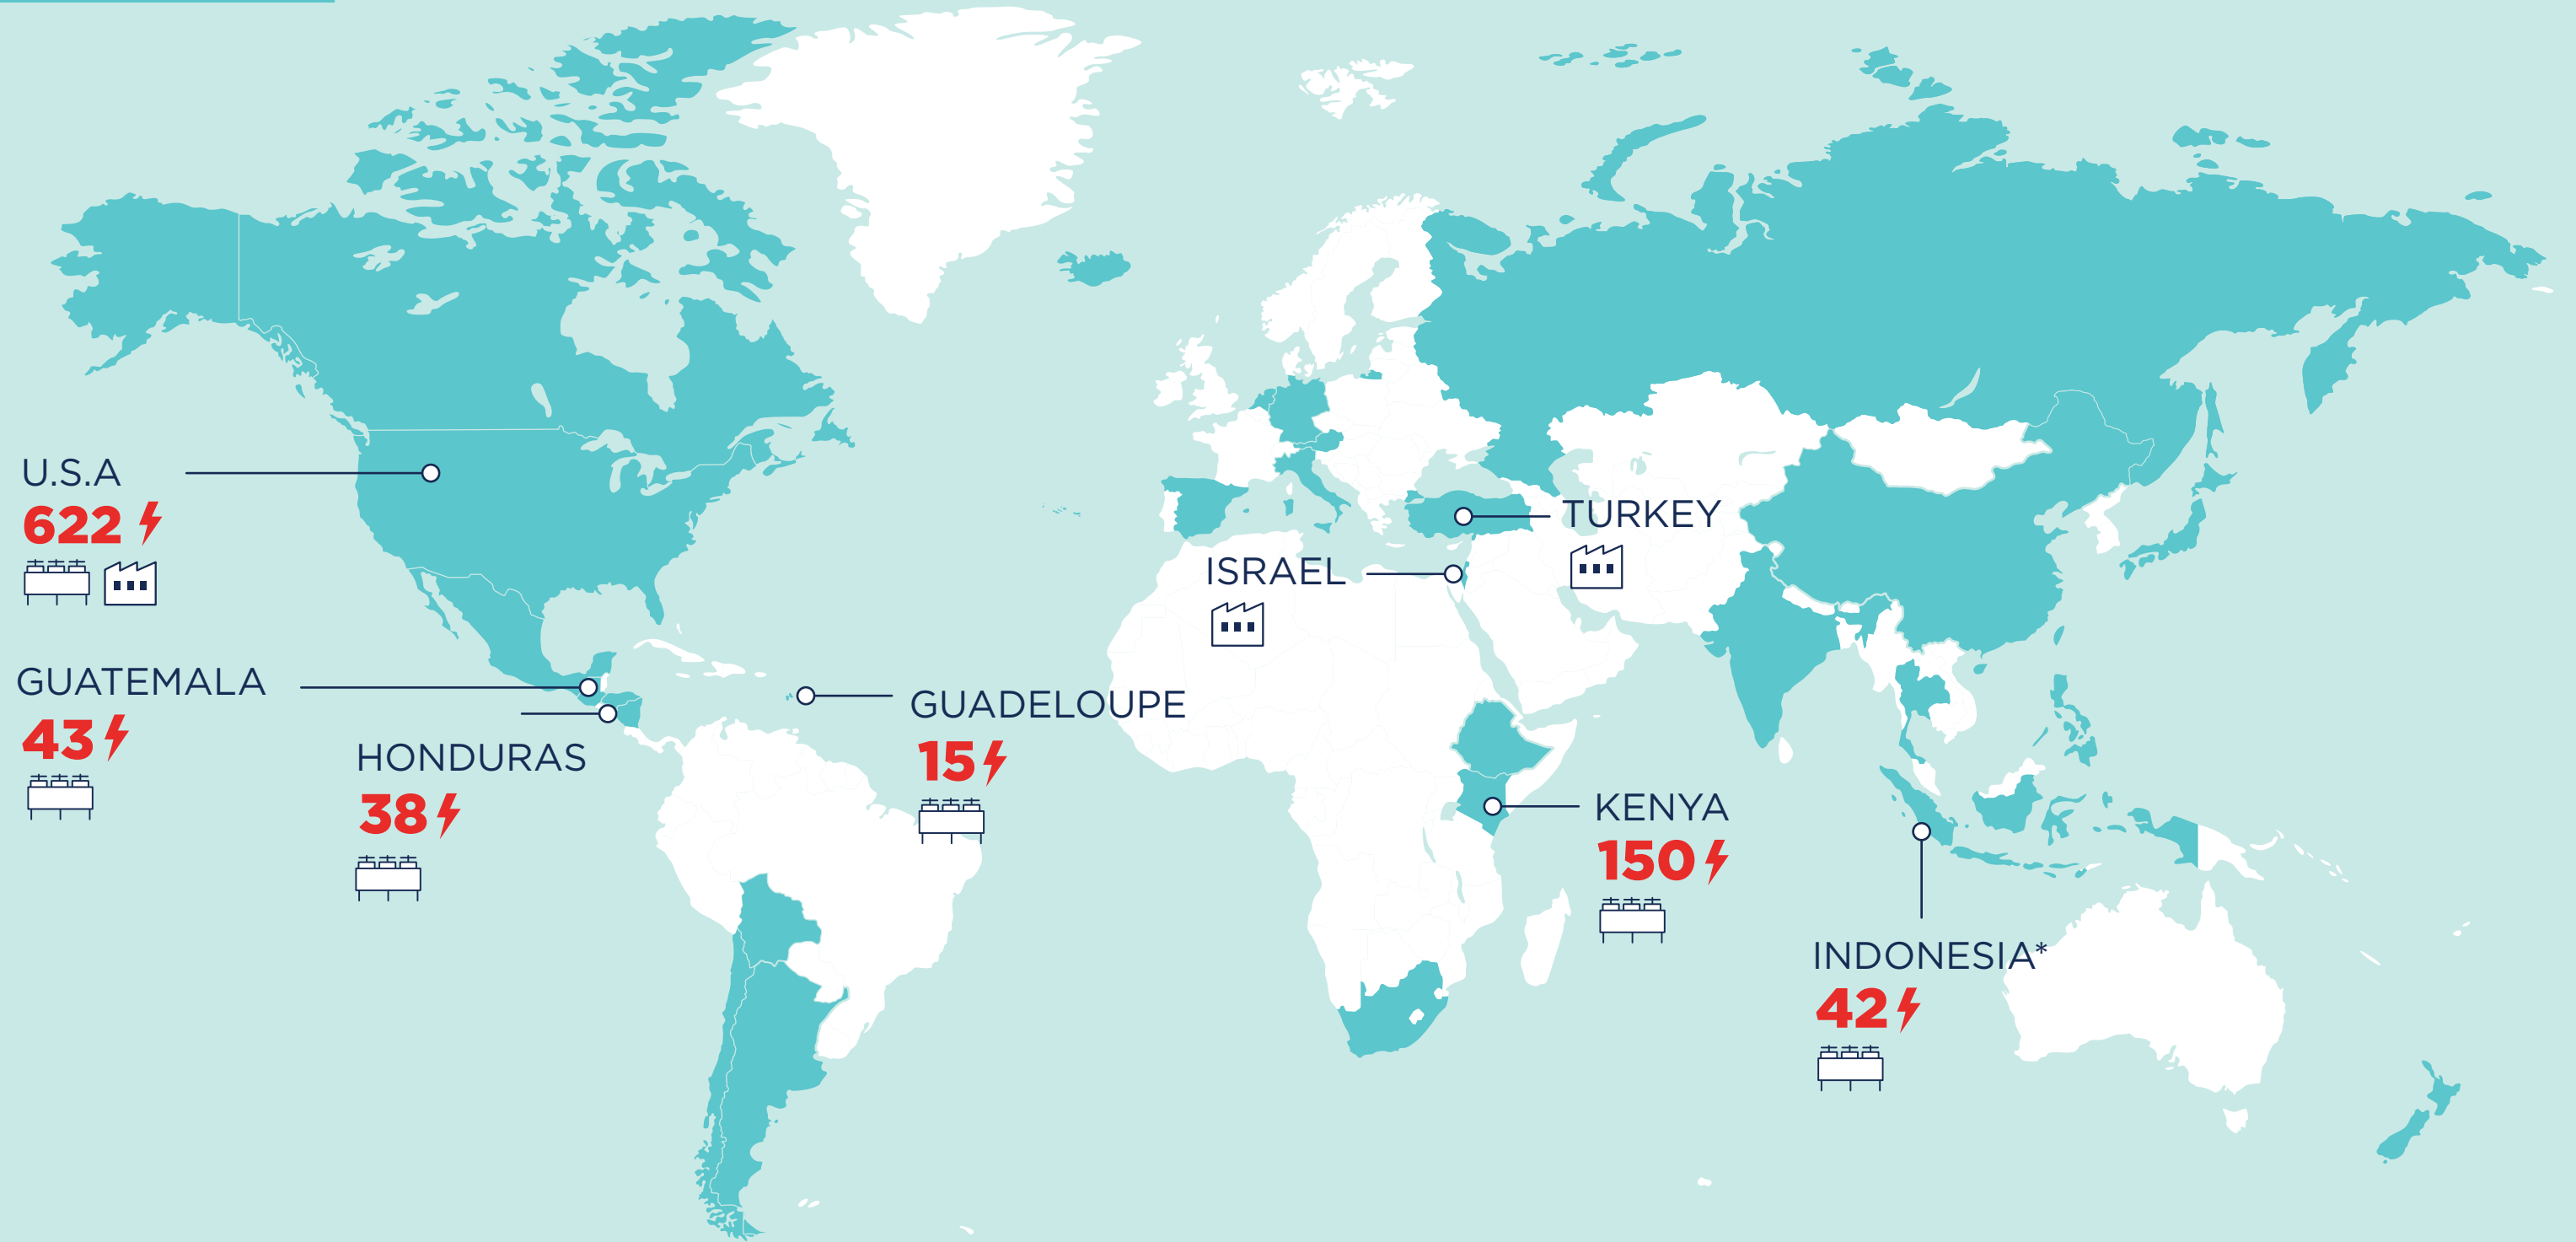 U.S.A
622
GUATEMALA
43
HONDURAS
38
GUADELOUPE
15
ISRAEL
TURKEY
KENYA
150
INDONESIA*
42